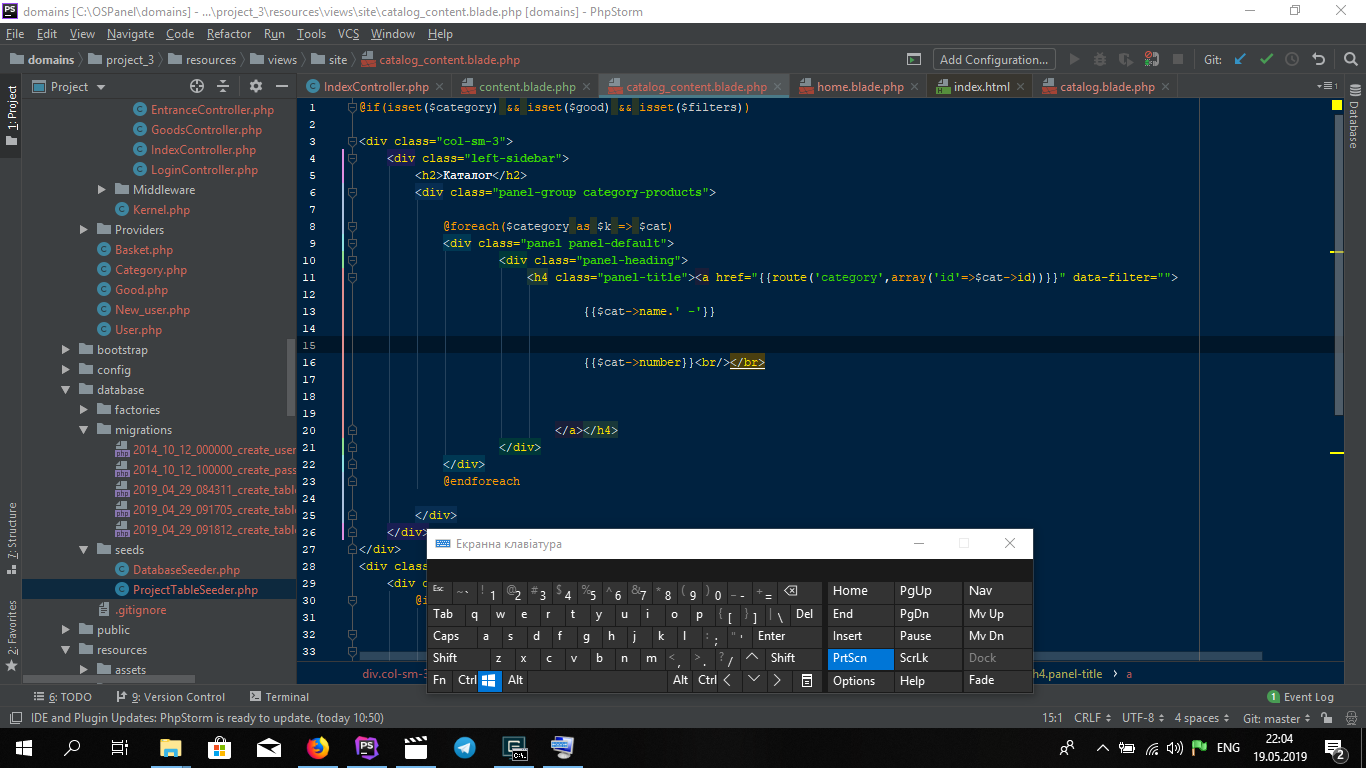 domains [C:\OSPanel\domains] - ...\project_3\resources\views\site\catalog_content.blade.php [domains] - PhpStorm
File Edit View Navigate Code Refactor Run Tools VCS Window Help
domains project_3 resources views site catalog_content.blade.php Add Configuration... Git:
Project IndexController.php content.blade.php catalog_content.blade.php home.blade.php index.html catalog.blade.php
1: Project
Database
7: Structure
2: Favorites
EntranceController.php
GoodsController.php
IndexController.php
LoginController.php
Middleware
Kernel.php
Providers
Basket.php
Category.php
Good.php
New_user.php
User.php
bootstrap
config
database
factories
migrations
2014_10_12_000000_create_user
2014_10_12_100000_create_pass
2019_04_29_084311_create_table
2019_04_29_091705_create_table
2019_04_29_091812_create_table
seeds
DatabaseSeeder.php
ProjectTableSeeder.php
.gitignore
public
resources
assets
1 @if(isset($category) && isset($good) && isset($filters))
2
3 <div class="col-sm-3">
4 <div class="left-sidebar">
5 <h2>Каталог</h2>
6 <div class="panel-group category-products">
7
8 @foreach($category as $k => $cat)
9 <div class="panel panel-default">
10 <div class="panel-heading">
11 <h4 class="panel-title"><a href="{{route('category',array('id'=>$cat->id))}}" data-filter="">
12
13 {{$cat->name.' -'}}
14
15
16 {{$cat->number}}<br/></br>
17
18
19
20 </a></h4>
21 </div>
22 </div>
23 @endforeach
24
25 </div>
26 </div>
27 </div>
28 <div clas
29 <div c
30 @i
31
32
33
div.col-sm-3
h4.panel-title › a
Екранна клавіатура
Esc ~ ` ! 1 @ 2 # 3 $ 4 % 5 ^ 6 & 7 * 8 ( 9 ) 0 _ - + = Home PgUp Nav
Tab q w e r t y u i o p { [ } ] | \ Del End PgDn Mv Up
Caps a s d f g h j k l : ; " ' Enter Insert Pause Mv Dn
Shift z x c v b n m < , > . ? / Shift PrtScn ScrLk Dock
Fn Ctrl Alt Alt Ctrl Options Help Fade
6: TODO 9: Version Control Terminal 1 Event Log
IDE and Plugin Updates: PhpStorm is ready to update. (today 10:50) 15:1 CRLF UTF-8 4 spaces Git: master
ENG 22:04
19.05.2019 2